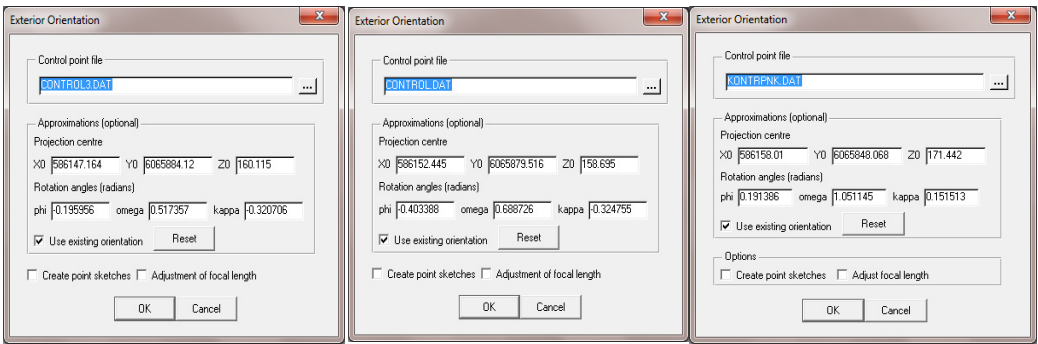 Exterior Orientation
Control point file
CONTROL3.DAT ...
Approximations (optional)
Projection centre
X0 586147.164 Y0 6065884.12 Z0 160.115
Rotation angles (radians)
phi -0.195956 omega 0.517357 kappa -0.320706
Use existing orientation Reset
Create point sketches Adjustment of focal length
OK Cancel
Exterior Orientation
Control point file
CONTROL.DAT ...
Approximations (optional)
Projection centre
X0 586152.445 Y0 6065879.516 Z0 158.695
Rotation angles (radians)
phi -0.403388 omega 0.688726 kappa -0.324755
Use existing orientation Reset
Create point sketches Adjustment of focal length
OK Cancel
Exterior Orientation
Control point file
KONTRPNK.DAT ...
Approximations (optional)
Projection centre
X0 586158.01 Y0 6065848.068 Z0 171.442
Rotation angles (radians)
phi 0.191386 omega 1.051145 kappa 0.151513
Use existing orientation Reset
Options
Create point sketches Adjust focal length
OK Cancel